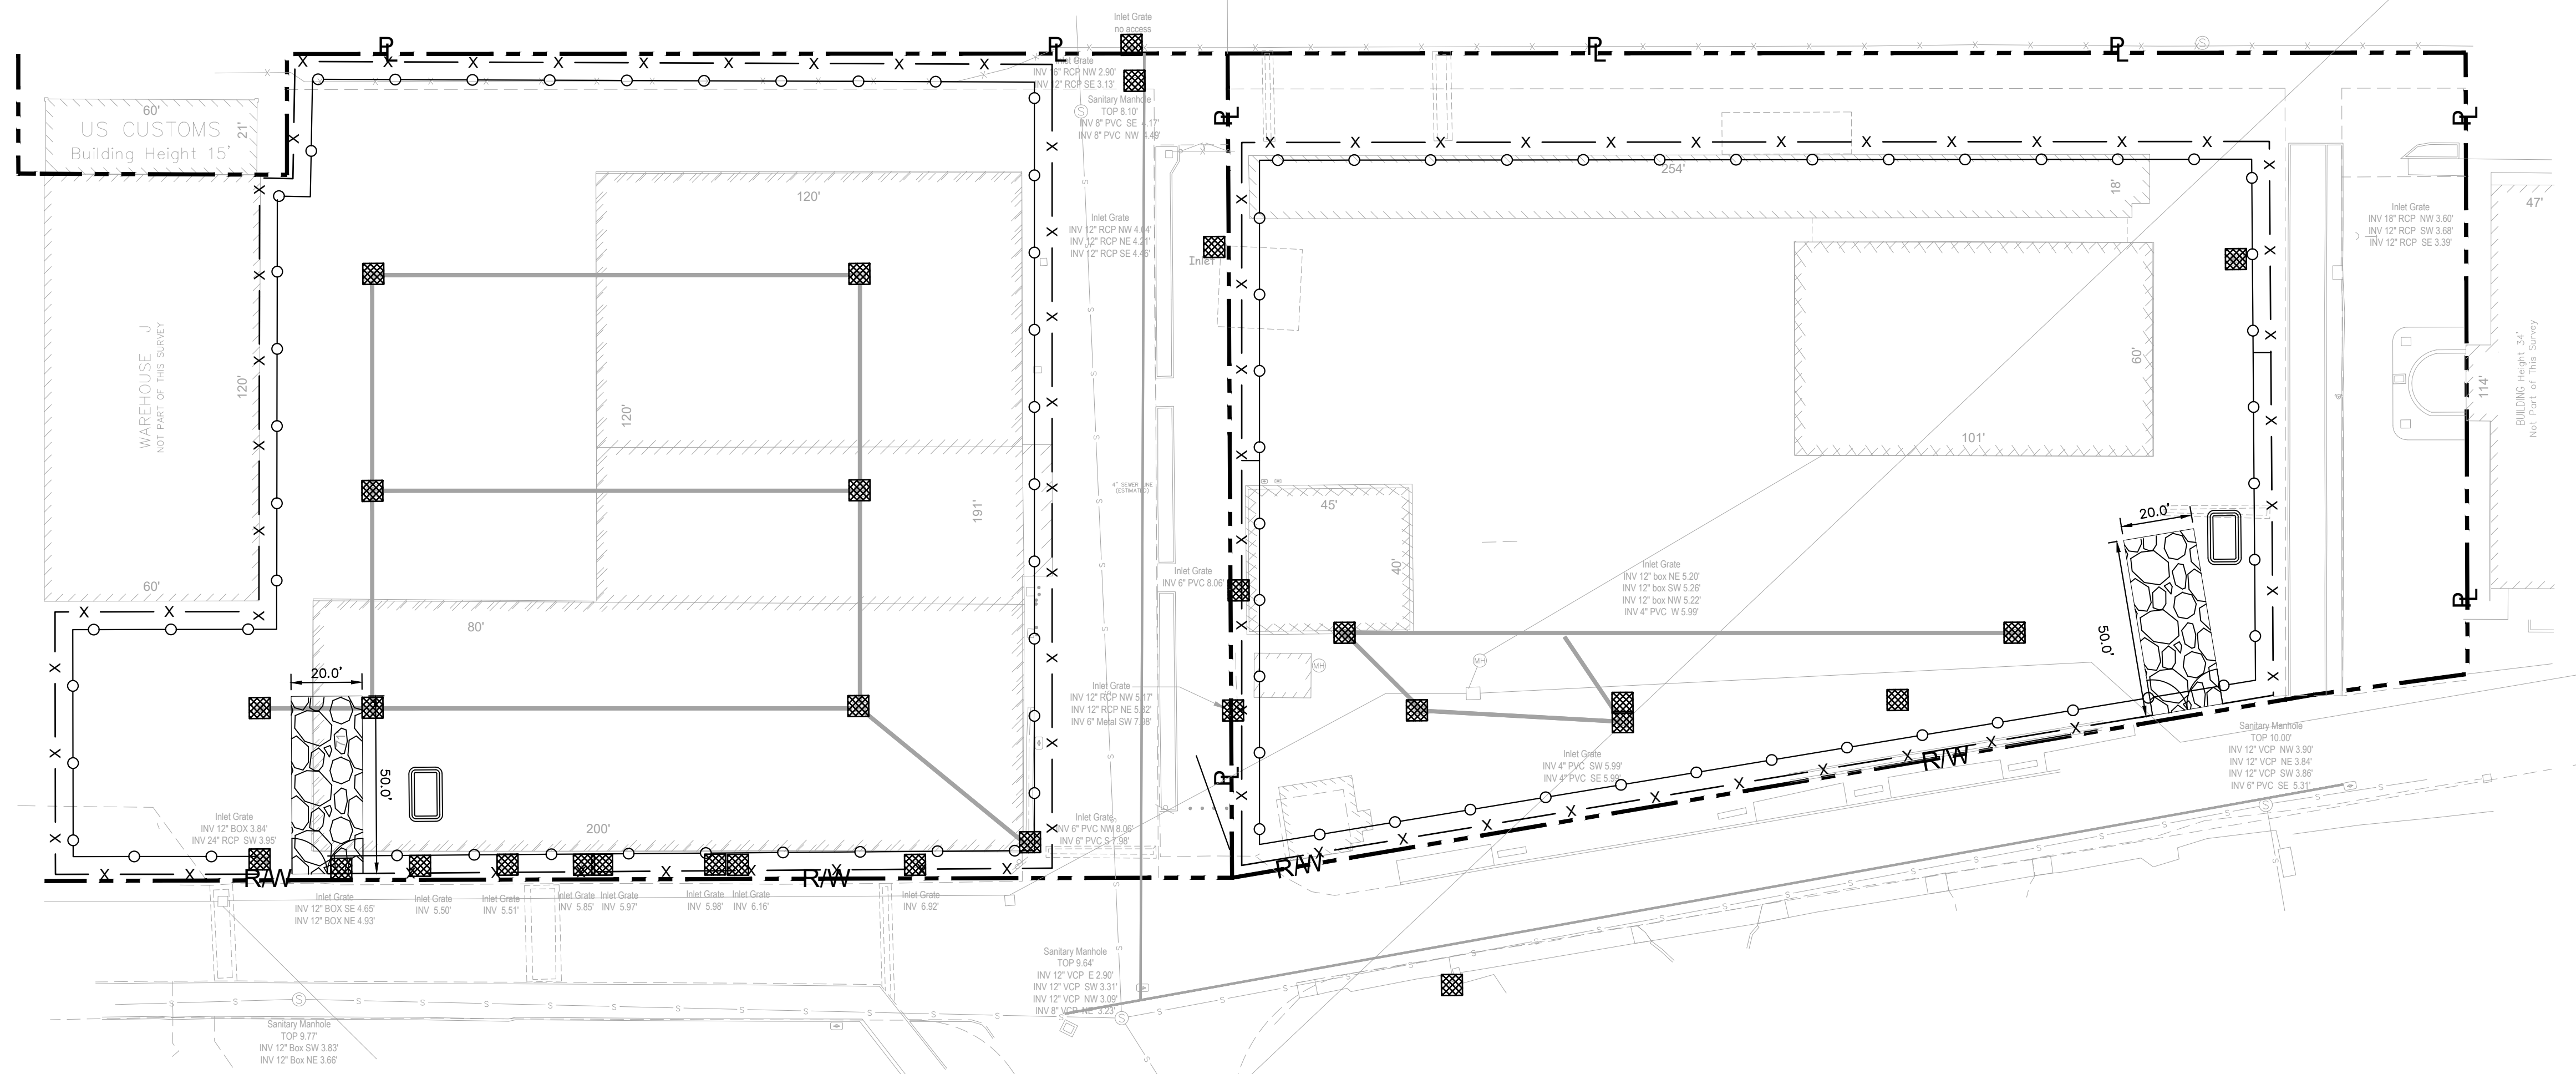 Inlet Grate
no access
PL
PL
PL
PL
Inlet Grate
INV 6" RCP NW 2.90'
INV 12" RCP SE 3.13'
Sanitary Manhole
TOP 8.10'
INV 8" PVC SE 4.17'
INV 8" PVC NW 4.49'
PL
PL
60'
US CUSTOMS
Building Height 15'
21'
120'
254'
18'
47'
Inlet Grate
INV 12" RCP NW 4.04'
INV 12" RCP NE 4.21'
INV 12" RCP SE 4.46'
Inlet
Inlet Grate
INV 18" RCP NW 3.60'
INV 12" RCP SW 3.68'
INV 12" RCP SE 3.39'
WAREHOUSE J
NOT PART OF THIS SURVEY
120'
120'
60'
101'
114'
BUILDING Height 34'
Not Part of This Survey
191'
4" SEWER LINE
(ESTIMATED)
45'
40'
20.0'
50.0'
60'
80'
Inlet Grate
INV 6" PVC 8.06'
Inlet Grate
INV 12" box NE 5.20'
INV 12" box SW 5.26'
INV 12" box NW 5.22'
INV 4" PVC W 5.99'
PL
MH
MH
20.0'
50.0'
71'
Inlet Grate
INV 12" RCP NW 5.17'
INV 12" RCP NE 5.32'
INV 6" Metal SW 7.98'
PL
Inlet Grate
INV 4" PVC SW 5.99'
INV 4" PVC SE 5.99'
R/W
Sanitary Manhole
TOP 10.00'
INV 12" VCP NW 3.90'
INV 12" VCP NE 3.84'
INV 12" VCP SW 3.86'
INV 6" PVC SE 5.31'
Inlet Grate
INV 12" BOX 3.84'
INV 24" RCP SW 3.95'
200'
Inlet Grate
INV 6" PVC NW 8.06'
INV 6" PVC S 7.98'
R/W
R/W
R/W
Inlet Grate
INV 12" BOX SE 4.65'
INV 12" BOX NE 4.93'
Inlet Grate
INV 5.50'
Inlet Grate
INV 5.51'
Inlet Grate
INV 5.85'
Inlet Grate
INV 5.97'
Inlet Grate
INV 5.98'
Inlet Grate
INV 6.16'
Inlet Grate
INV 6.92'
Sanitary Manhole
TOP 9.64'
INV 12" VCP E 2.90'
INV 12" VCP SW 3.31'
INV 12" VCP NW 3.09'
INV 8" VCP NE 3.23'
Sanitary Manhole
TOP 9.77'
INV 12" Box SW 3.83'
INV 12" Box NE 3.66'